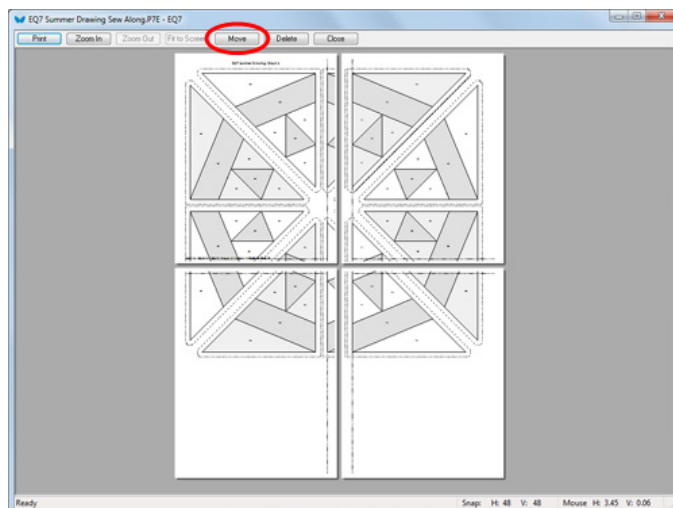 EQ7 Summer Drawing Sew Along.P7E - EQ7
Print Zoom In Zoom Out Fit to Screen Move Delete Close
Ready Snap: H: 48 V: 48 Mouse H: 3.45 V: 0.06